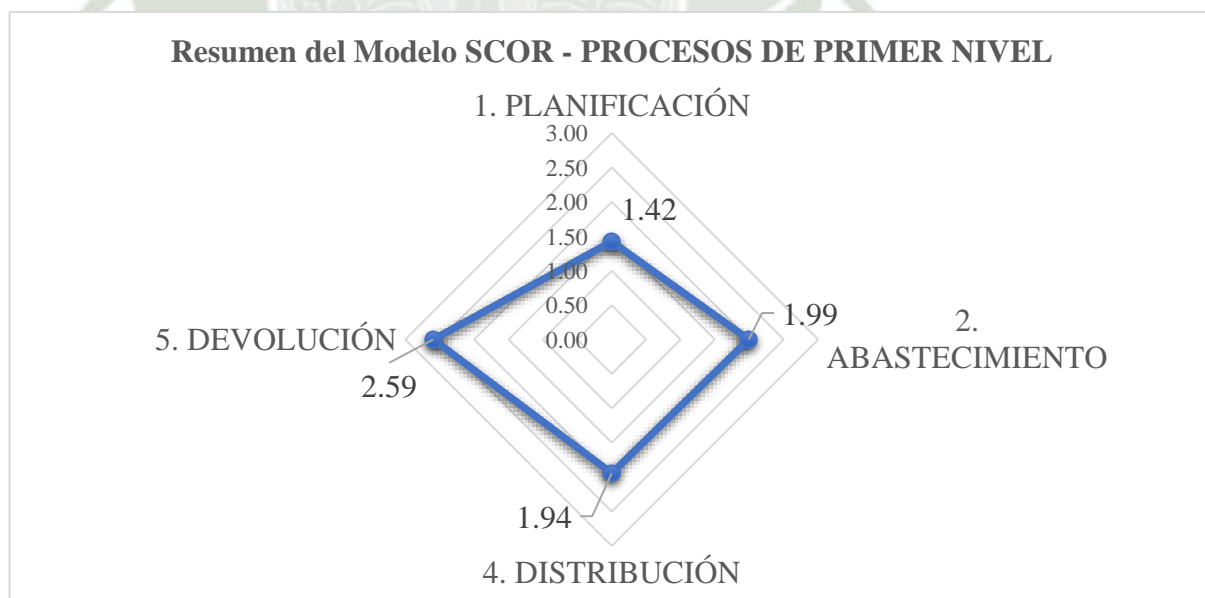 Resumen del Modelo SCOR - PROCESOS DE PRIMER NIVEL
1. PLANIFICACIÓN
3.00
2.50
2.00
1.50
1.00
0.50
0.00
1.42
1.99
2.
ABASTECIMIENTO
5. DEVOLUCIÓN
2.59
1.94
4. DISTRIBUCIÓN